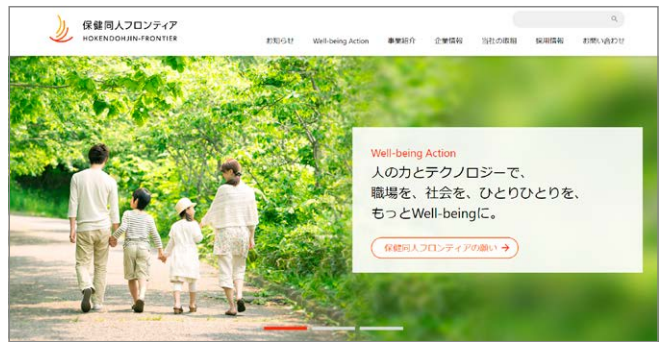 保健同人フロンティア
HOKENDOHJIN-FRONTIER
お知らせ Well-being Action 事業紹介 企業情報 当社の取組 採用情報 お問い合わせ
Well-being Action
人の力とテクノロジーで、
職場を、社会を、ひとりひとりを、
もっとWell-beingに。
保健同人フロンティアの願い →